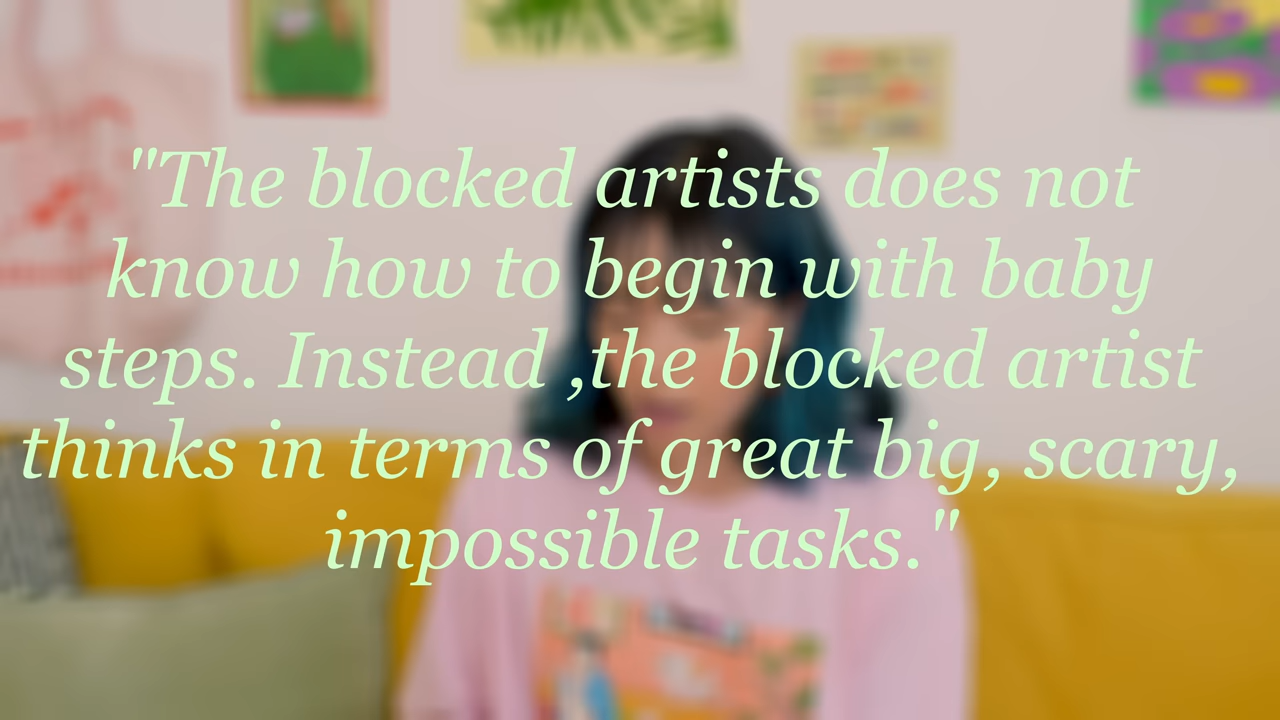 "The blocked artists does not
know how to begin with baby
steps. Instead ,the blocked artist
thinks in terms of great big, scary,
impossible tasks."